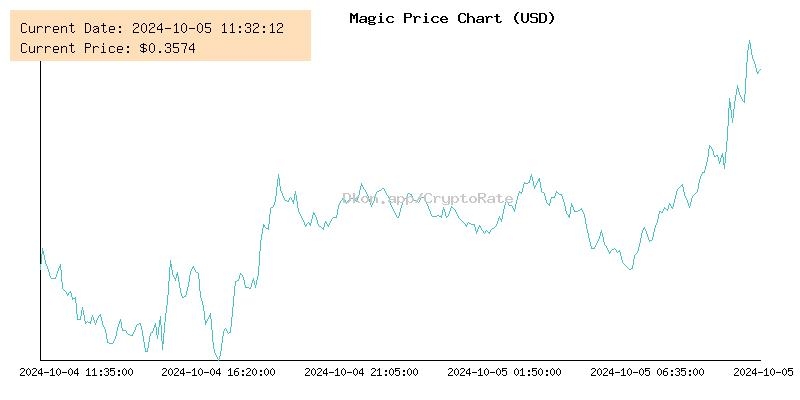 Magic Price Chart (USD)
Current Date: 2024-10-05 11:32:12
Current Price: $0.3574
Dkon.app/CryptoRate
2024-10-04 11:35:00 2024-10-04 16:20:00 2024-10-04 21:05:00 2024-10-05 01:50:00 2024-10-05 06:35:00 2024-10-05